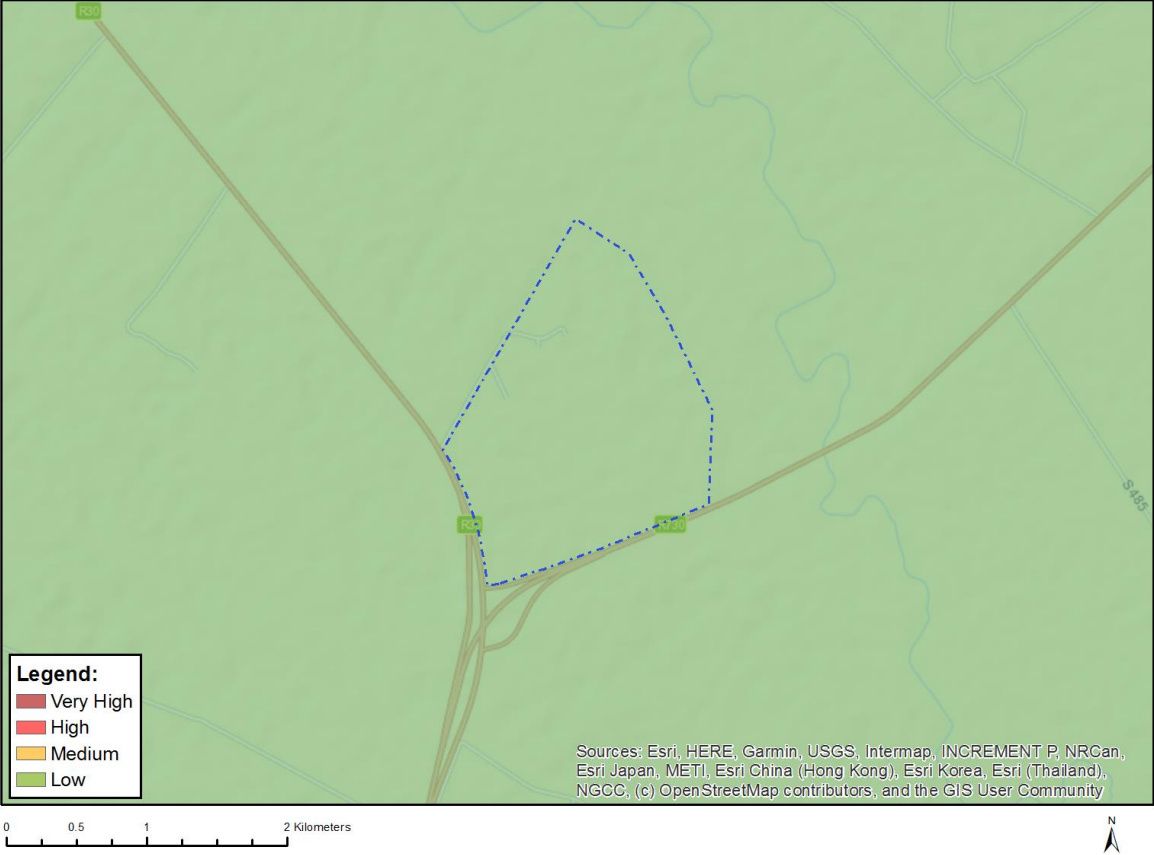 R30
S485
R730
Legend:
Very High
High
Medium
Low
Sources: Esri, HERE, Garmin, USGS, Intermap, INCREMENT P, NRCan,
Esri Japan, METI, Esri China (Hong Kong), Esri Korea, Esri (Thailand),
NGCC, (c) OpenStreetMap contributors, and the GIS User Community
0 0.5 1 2 Kilometers
N